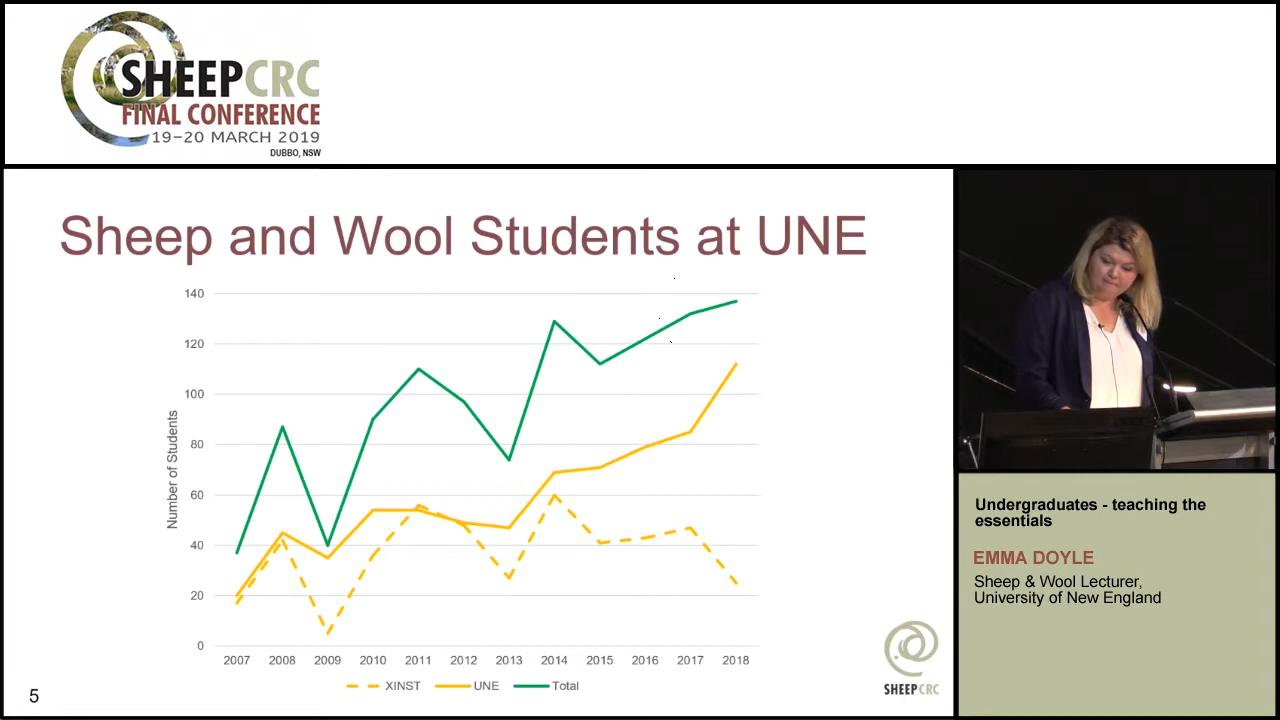 SHEEPCRC
FINAL CONFERENCE
19–20 MARCH 2019
DUBBO, NSW
Sheep and Wool Students at UNE
140
120
100
80
60
40
20
0
Number of Students
2007 2008 2009 2010 2011 2012 2013 2014 2015 2016 2017 2018
XINST UNE Total
5
SHEEPCRC
Undergraduates - teaching the
essentials
EMMA DOYLE
Sheep & Wool Lecturer,
University of New England